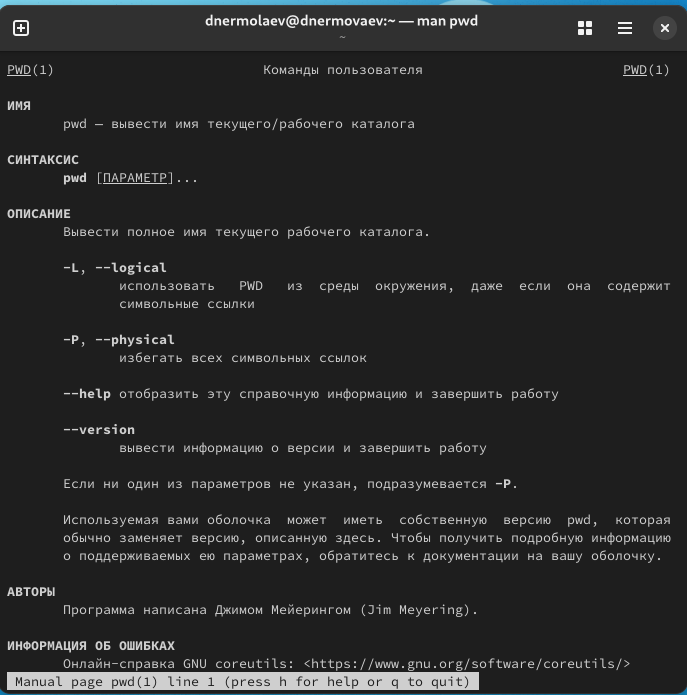 dnermolaev@dnermovaev:~ — man pwd
~
PWD(1) Команды пользователя PWD(1)
ИМЯ
pwd – вывести имя текущего/рабочего каталога
СИНТАКСИС
pwd [ПАРАМЕТР]...
ОПИСАНИЕ
Вывести полное имя текущего рабочего каталога.
-L, --logical
использовать PWD из среды окружения, даже если она содержит
символьные ссылки
-P, --physical
избегать всех символьных ссылок
--help отобразить эту справочную информацию и завершить работу
--version
вывести информацию о версии и завершить работу
Если ни один из параметров не указан, подразумевается -P.
Используемая вами оболочка может иметь собственную версию pwd, которая
обычно заменяет версию, описанную здесь. Чтобы получить подробную информацию
о поддерживаемых ею параметрах, обратитесь к документации на вашу оболочку.
АВТОРЫ
Программа написана Джимом Мейерингом (Jim Meyering).
ИНФОРМАЦИЯ ОБ ОШИБКАХ
Онлайн-справка GNU coreutils: <https://www.gnu.org/software/coreutils/>
Manual page pwd(1) line 1 (press h for help or q to quit)